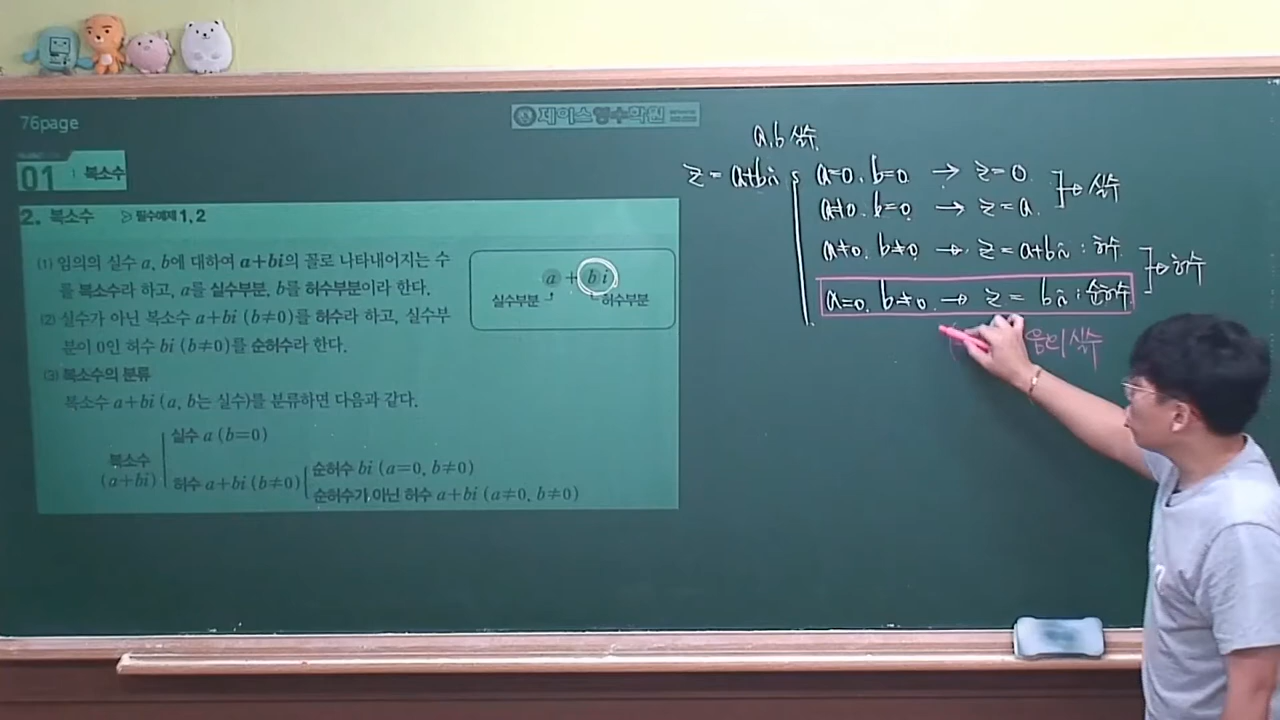 76page
제이스영수학원
01 복소수
2. 복소수 필수예제 1, 2
(1) 임의의 실수 a, b에 대하여 a+bi의 꼴로 나타내어지는 수
를 복소수라 하고, a를 실수부분, b를 허수부분이라 한다.
(2) 실수가 아닌 복소수 a+bi (b≠0)를 허수라 하고, 실수부
분이 0인 허수 bi (b≠0)를 순허수라 한다.
(3) 복소수의 분류
복소수 a+bi (a, b는 실수)를 분류하면 다음과 같다.
복소수
(a+bi)
실수 a (b=0)
허수 a+bi (b≠0)
순허수 bi (a=0, b≠0)
순허수가 아닌 허수 a+bi (a≠0, b≠0)
a + bi
실수부분 허수부분
a, b 실수.
z = a+bi
a=0. b=0. → z=0.
a≠0. b=0. → z=a.
→ 실수
a≠0. b≠0. → z=a+bi : 허수.
a=0. b≠0. → z= bi : 순허수
→ 허수
음의 실수